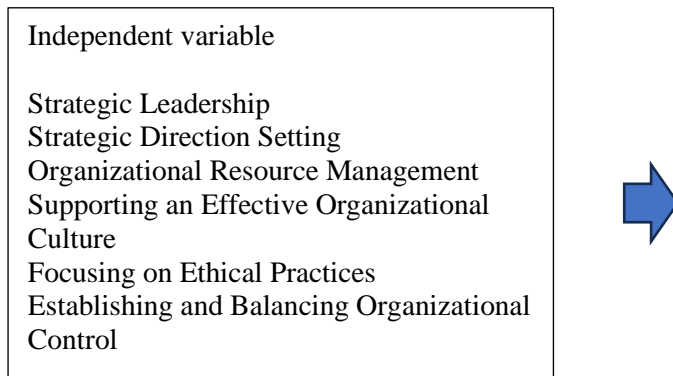 Independent variable
Strategic Leadership
Strategic Direction Setting
Organizational Resource Management
Supporting an Effective Organizational
Culture
Focusing on Ethical Practices
Establishing and Balancing Organizational
Control